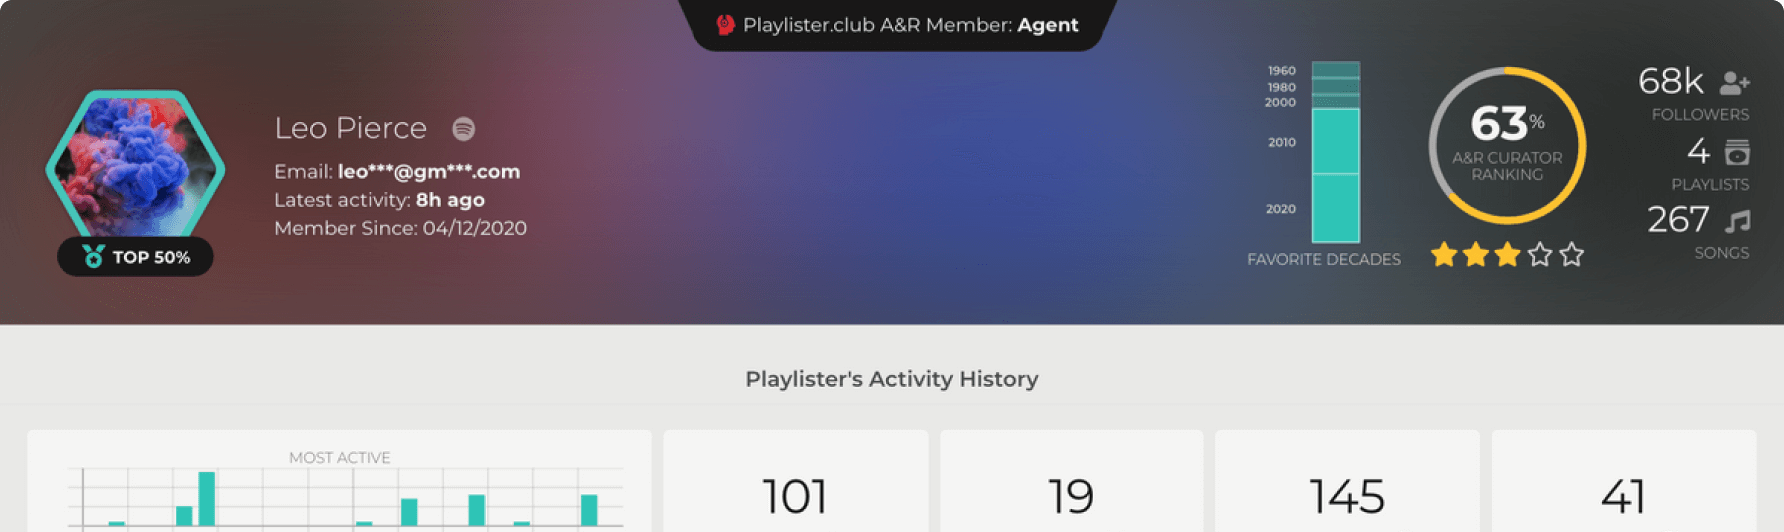 Playlister.club A&R Member: Agent
Leo Pierce
Email: leo***@gm***.com
Latest activity: 8h ago
Member Since: 04/12/2020
TOP 50%
1960
1980
2000
2010
2020
FAVORITE DECADES
63%
A&R CURATOR
RANKING
68k
FOLLOWERS
4
PLAYLISTS
267
SONGS
Playlister's Activity History
MOST ACTIVE
101
19
145
41